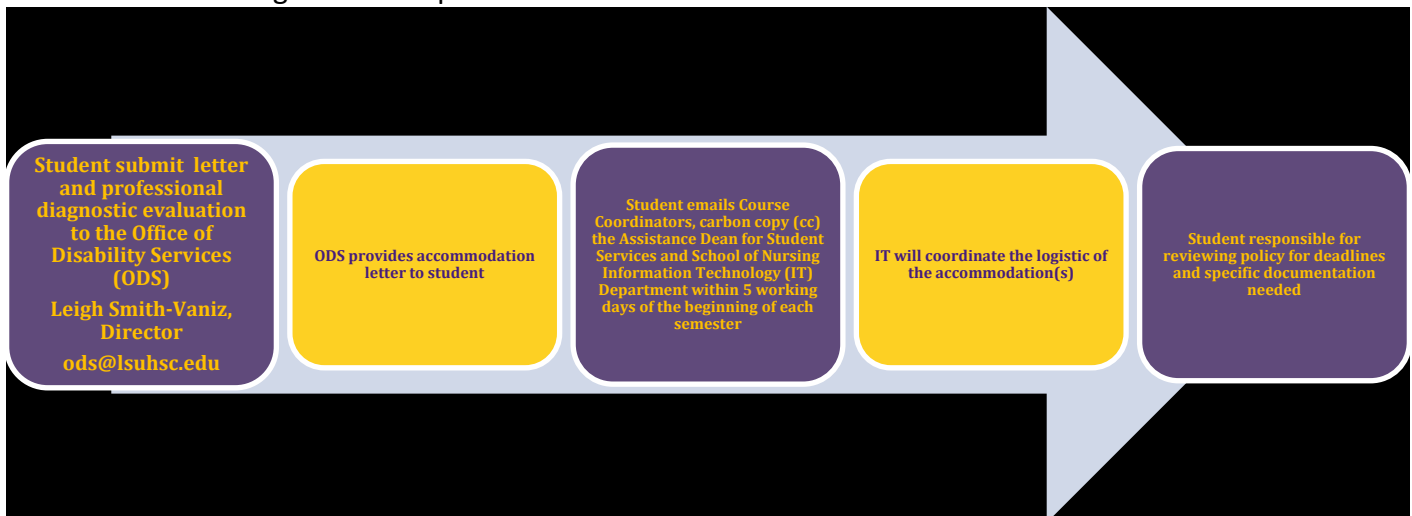 Student submit letter
and professional
diagnostic evaluation
to the Office of
Disability Services
(ODS)
Leigh Smith-Vaniz,
Director
ods@lsuhsc.edu
ODS provides accommodation
letter to student
Student emails Course
Coordinators, carbon copy (cc)
the Assistance Dean for Student
Services and School of Nursing
Information Technology (IT)
Department within 5 working
days of the beginning of each
semester
IT will coordinate the logistic of
the accommodation(s)
Student responsible for
reviewing policy for deadlines
and specific documentation
needed